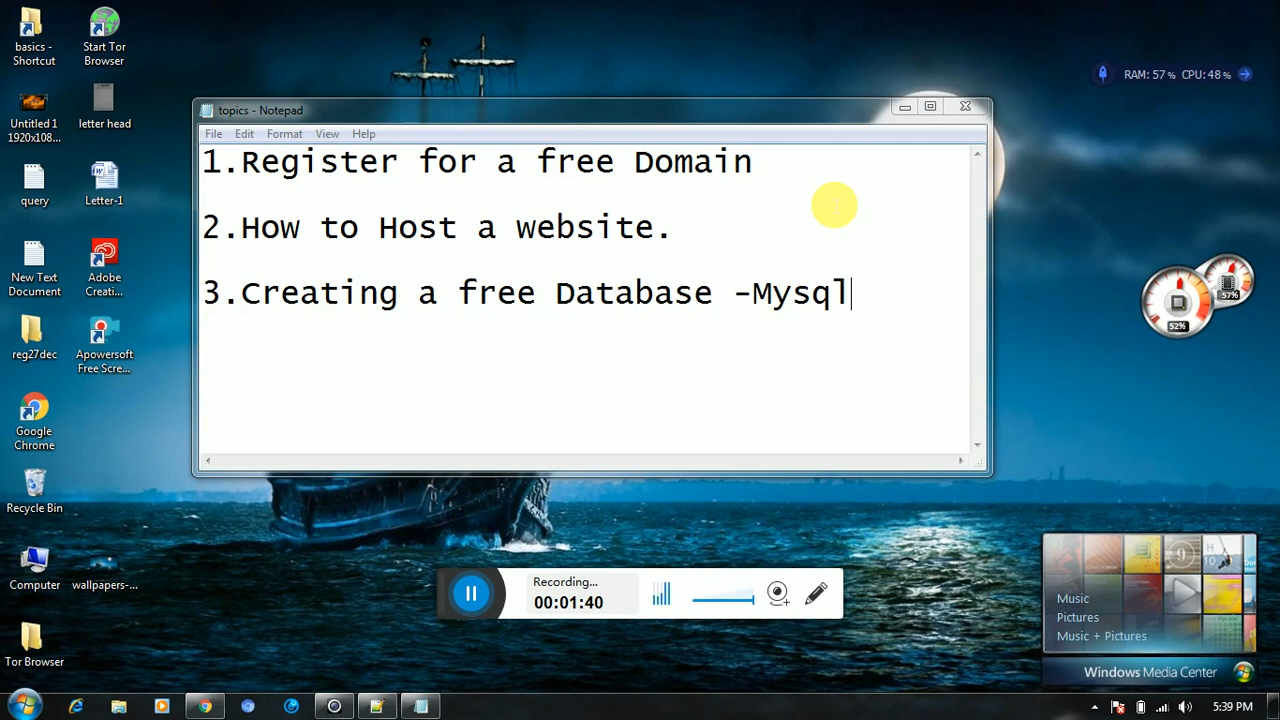 basics -
Shortcut
Start Tor
Browser
Untitled 1
1920x108...
letter head
query
Letter-1
New Text
Document
Adobe
Creati...
reg27dec
Apowersoft
Free Scre...
Google
Chrome
Recycle Bin
Computer
wallpapers-...
Tor Browser
topics - Notepad
File Edit Format View Help
1.Register for a free Domain
2.How to Host a website.
3.Creating a free Database -Mysql
RAM: 57 % CPU: 48 %
57%
52%
Recording...
00:01:40
9
Music
Pictures
Music + Pictures
Windows Media Center
5:39 PM